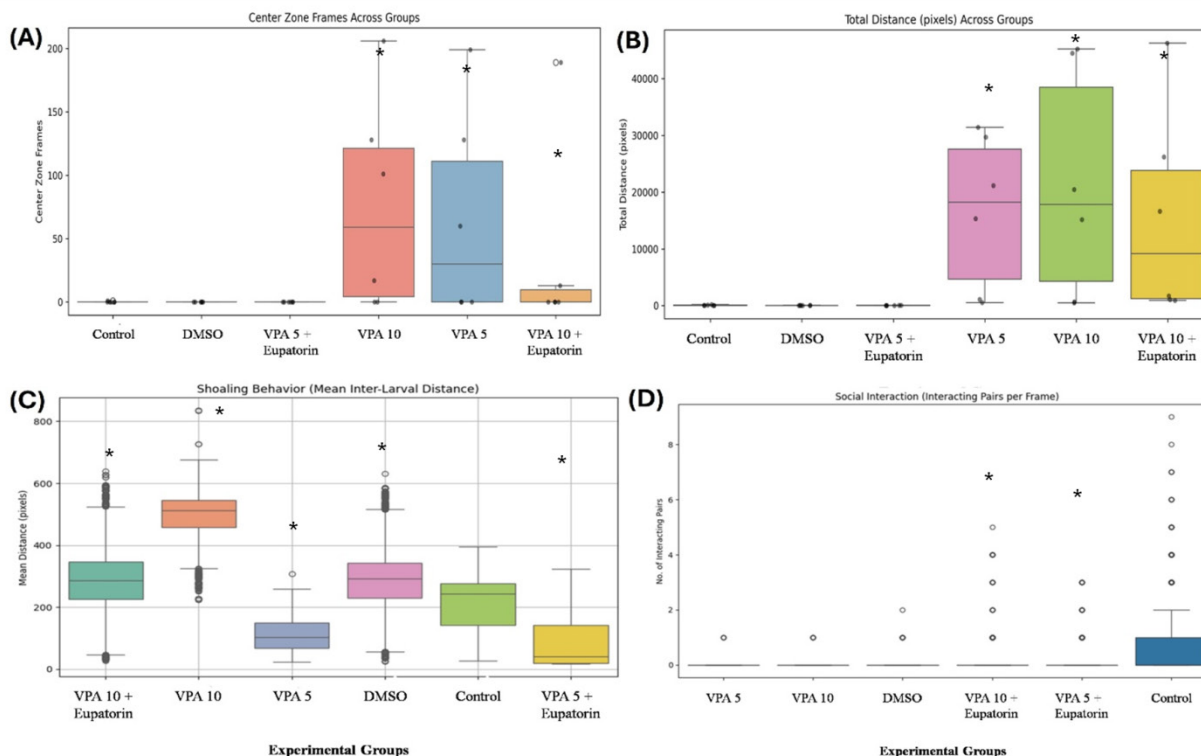 (A)
Center Zone Frames Across Groups
Center Zone Frames
200
150
100
50
0
*
*
*
Control
DMSO
VPA 5 +
Eupatorin
VPA 10
VPA 5
VPA 10 +
Eupatorin
(B)
Total Distance (pixels) Across Groups
Total Distance (pixels)
40000
30000
20000
10000
0
*
*
*
Control
DMSO
VPA 5 +
Eupatorin
VPA 5
VPA 10
VPA 10 +
Eupatorin
(C)
Shoaling Behavior (Mean Inter-Larval Distance)
Mean Distance (pixels)
800
600
400
200
0
*
*
*
*
*
VPA 10 +
Eupatorin
VPA 10
VPA 5
DMSO
Control
VPA 5 +
Eupatorin
Experimental Groups
(D)
Social Interaction (Interacting Pairs per Frame)
No. of Interacting Pairs
8
6
4
2
0
*
*
VPA 5
VPA 10
DMSO
VPA 10 +
Eupatorin
VPA 5 +
Eupatorin
Control
Experimental Groups